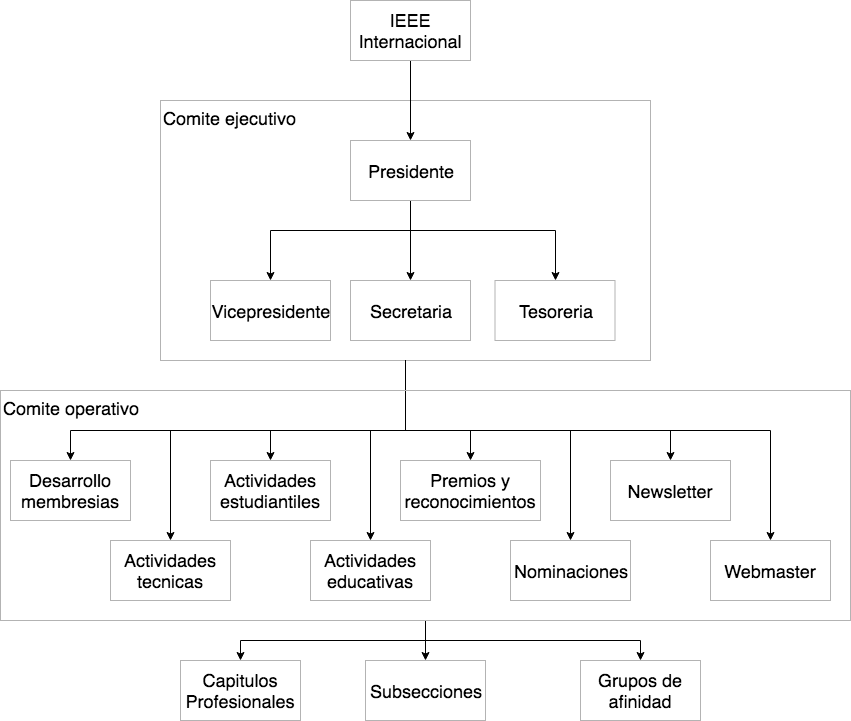 IEEE
Internacional
Comite ejecutivo
Presidente
Vicepresidente
Secretaria
Tesoreria
Comite operativo
Desarrollo
membresias
Actividades
estudiantiles
Premios y
reconocimientos
Newsletter
Actividades
tecnicas
Actividades
educativas
Nominaciones
Webmaster
Capitulos
Profesionales
Subsecciones
Grupos de
afinidad